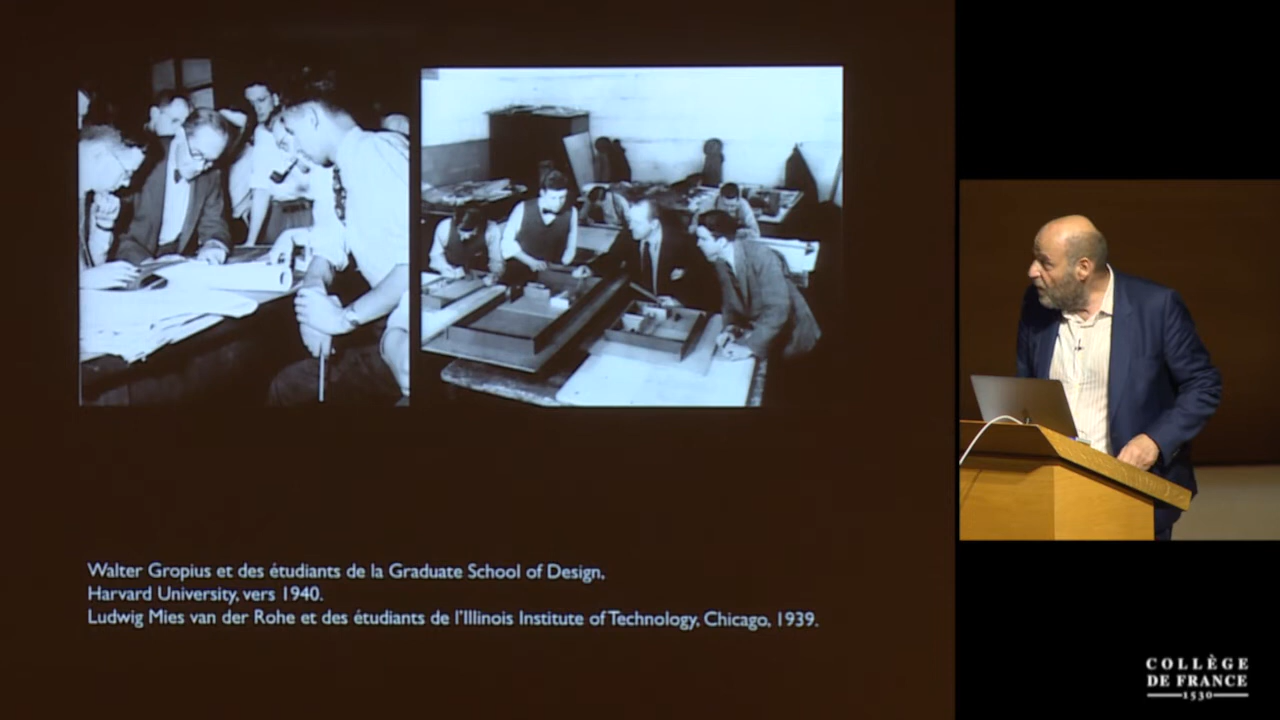 Walter Gropius et des étudiants de la Graduate School of Design,
Harvard University, vers 1940.
Ludwig Mies van der Rohe et des étudiants de l'Illinois Institute of Technology, Chicago, 1939.
COLLÈGE
DE FRANCE
1530